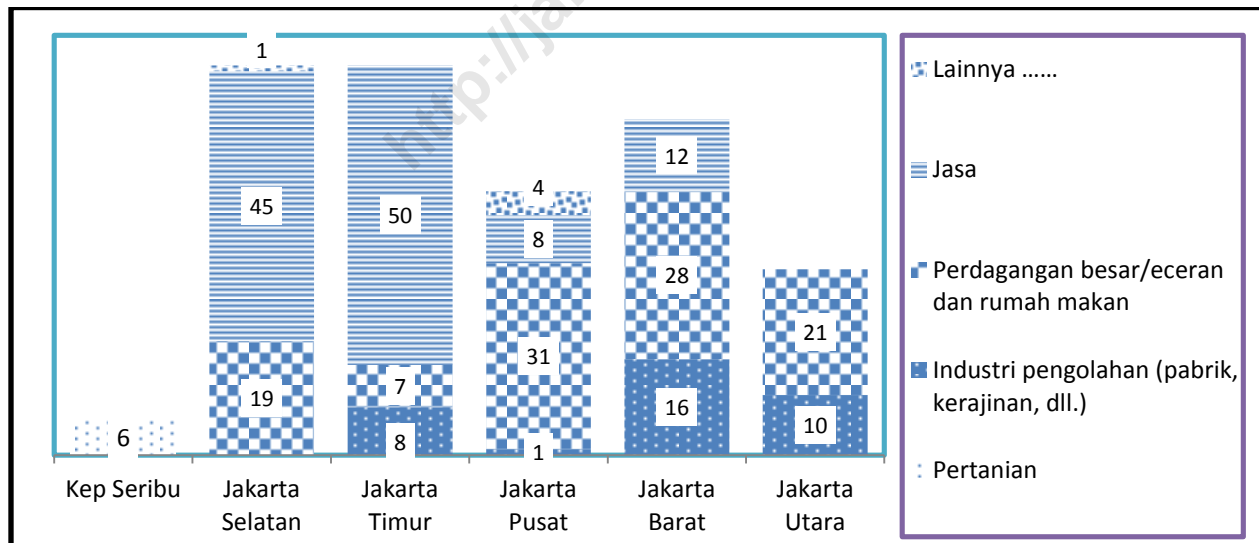 http://ja
1
45
19
50
7
8
4
8
31
1
12
28
16
21
10
6
Kep Seribu
Jakarta
Selatan
Jakarta
Timur
Jakarta
Pusat
Jakarta
Barat
Jakarta
Utara
Lainnya ......
Jasa
Perdagangan besar/eceran
dan rumah makan
Industri pengolahan (pabrik,
kerajinan, dll.)
Pertanian